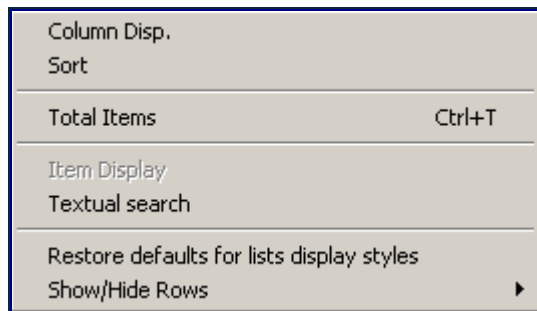 Column Disp.
Sort
Total Items Ctrl+T
Item Display
Textual search
Restore defaults for lists display styles
Show/Hide Rows